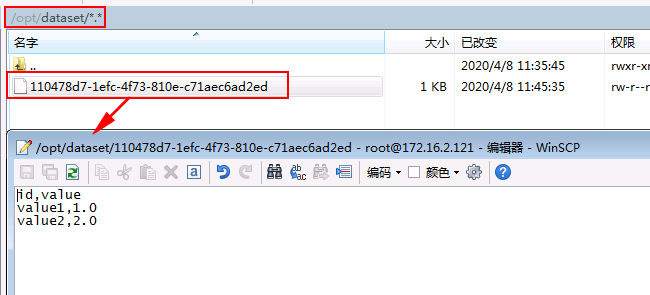 /opt/dataset/*.*
名字 大小 已改变 权限
.. 2020/4/8 11:35:45 rwxr-xr
110478d7-1efc-4f73-810e-c71aec6ad2ed 1 KB 2020/4/8 11:45:35 rw-r--r-
/opt/dataset/110478d7-1efc-4f73-810e-c71aec6ad2ed - root@172.16.2.121 - 编辑器 - WinSCP
编码 颜色
id,value
value1,1.0
value2,2.0